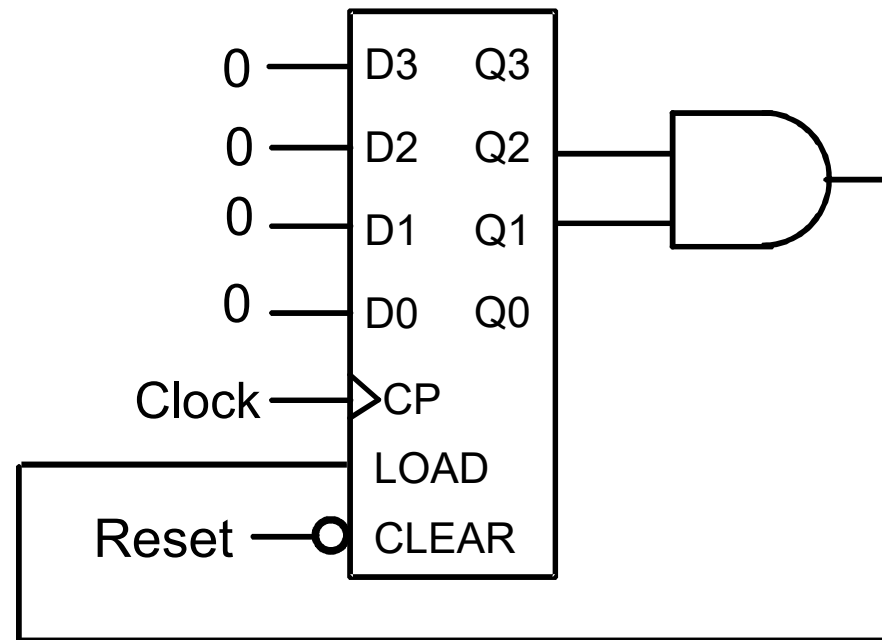 0 D3 Q3
0 D2 Q2
0 D1 Q1
0 D0 Q0
Clock CP
LOAD
Reset CLEAR